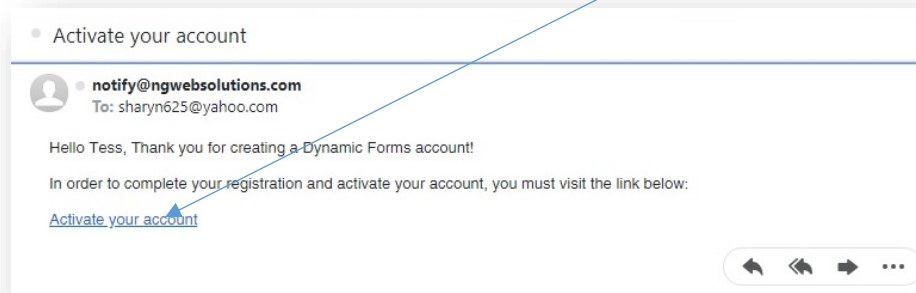 Activate your account
notify@ngwebsolutions.com
To: sharyn625@yahoo.com
Hello Tess, Thank you for creating a Dynamic Forms account!
In order to complete your registration and activate your account, you must visit the link below:
Activate your account